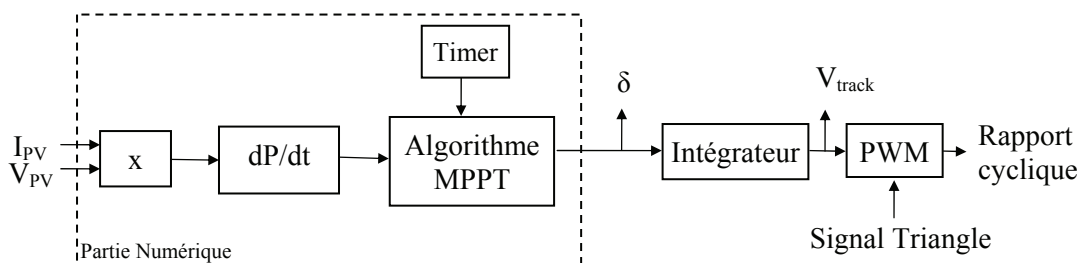 Timer
δ
V_track
I_PV
V_PV
x
dP/dt
Algorithme
MPPT
Intégrateur
PWM
Rapport
cyclique
Signal Triangle
Partie Numérique